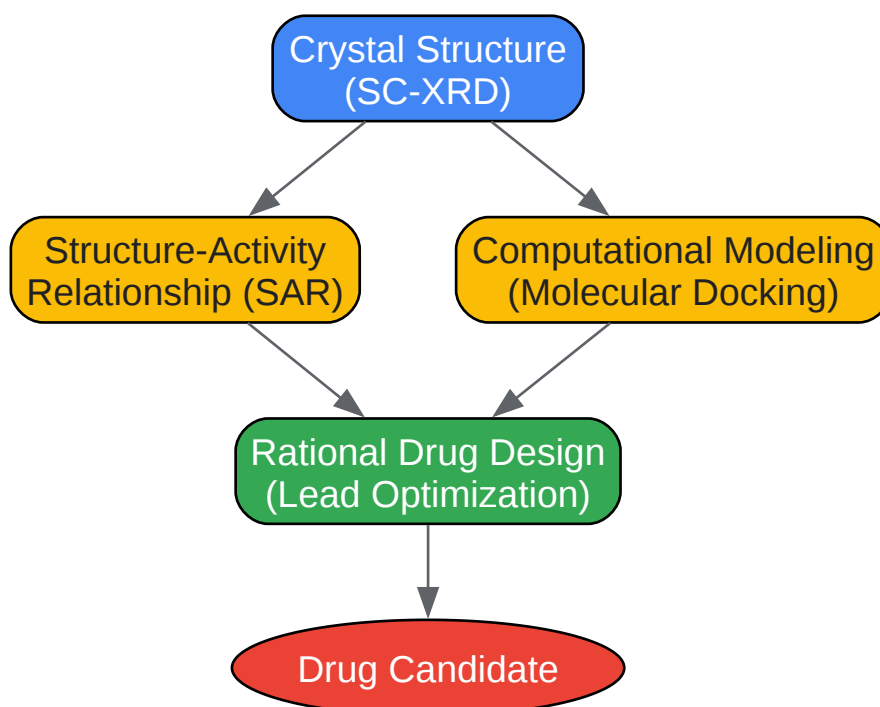 Crystal Structure
(SC-XRD)
Structure-Activity
Relationship (SAR)
Computational Modeling
(Molecular Docking)
Rational Drug Design
(Lead Optimization)
Drug Candidate